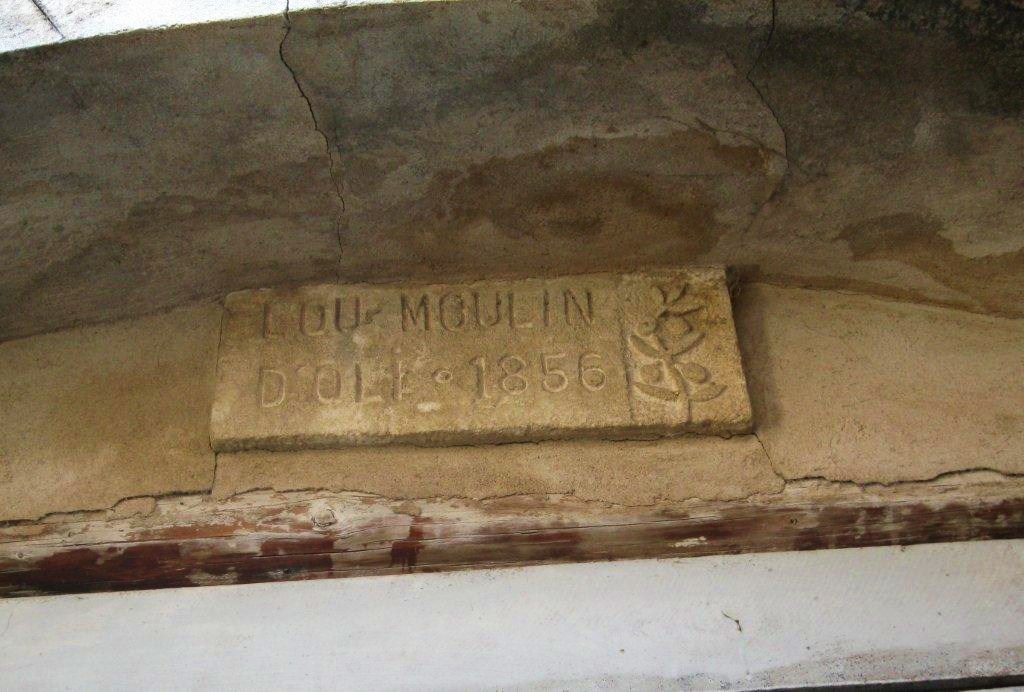 LOU MOULIN
D'OLI · 1856